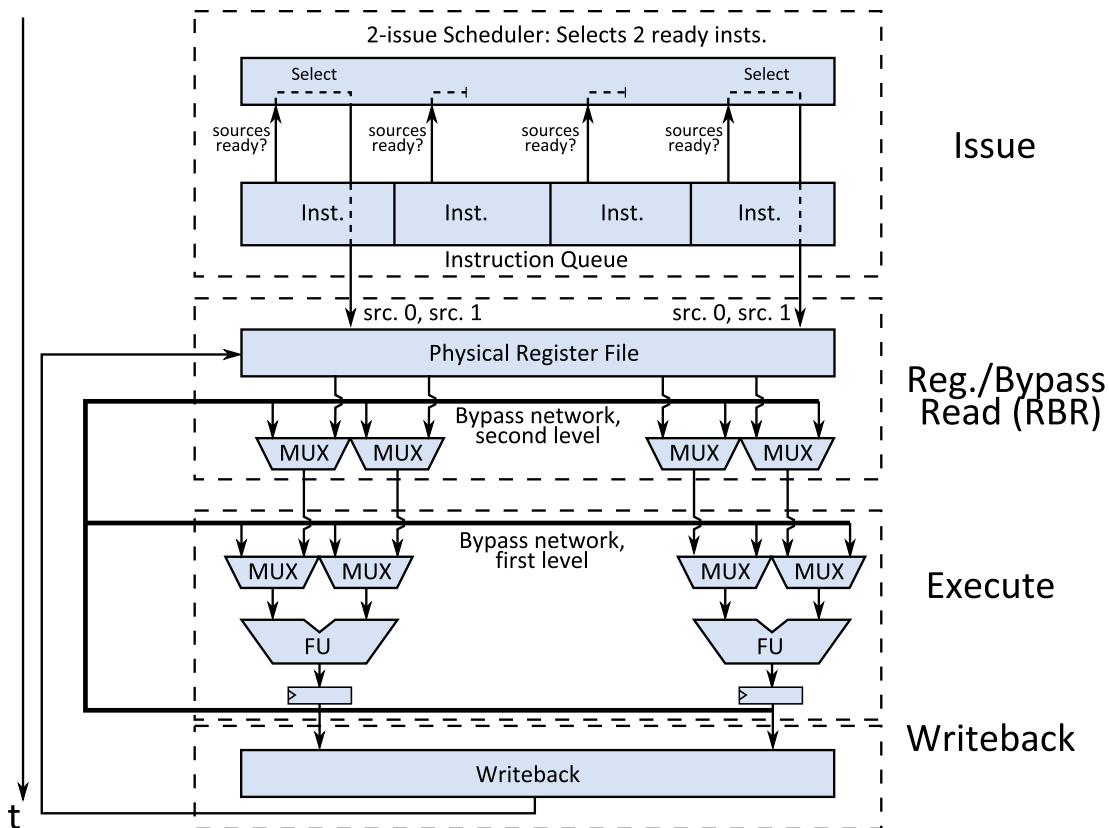 2-issue Scheduler: Selects 2 ready insts.
Select
Select
sources
ready?
sources
ready?
sources
ready?
sources
ready?
Issue
Inst.
Inst.
Inst.
Inst.
Instruction Queue
src. 0, src. 1
src. 0, src. 1
Physical Register File
Reg./Bypass
Read (RBR)
Bypass network,
second level
MUX
MUX
MUX
MUX
Bypass network,
first level
MUX
MUX
MUX
MUX
Execute
FU
FU
Writeback
Writeback
t